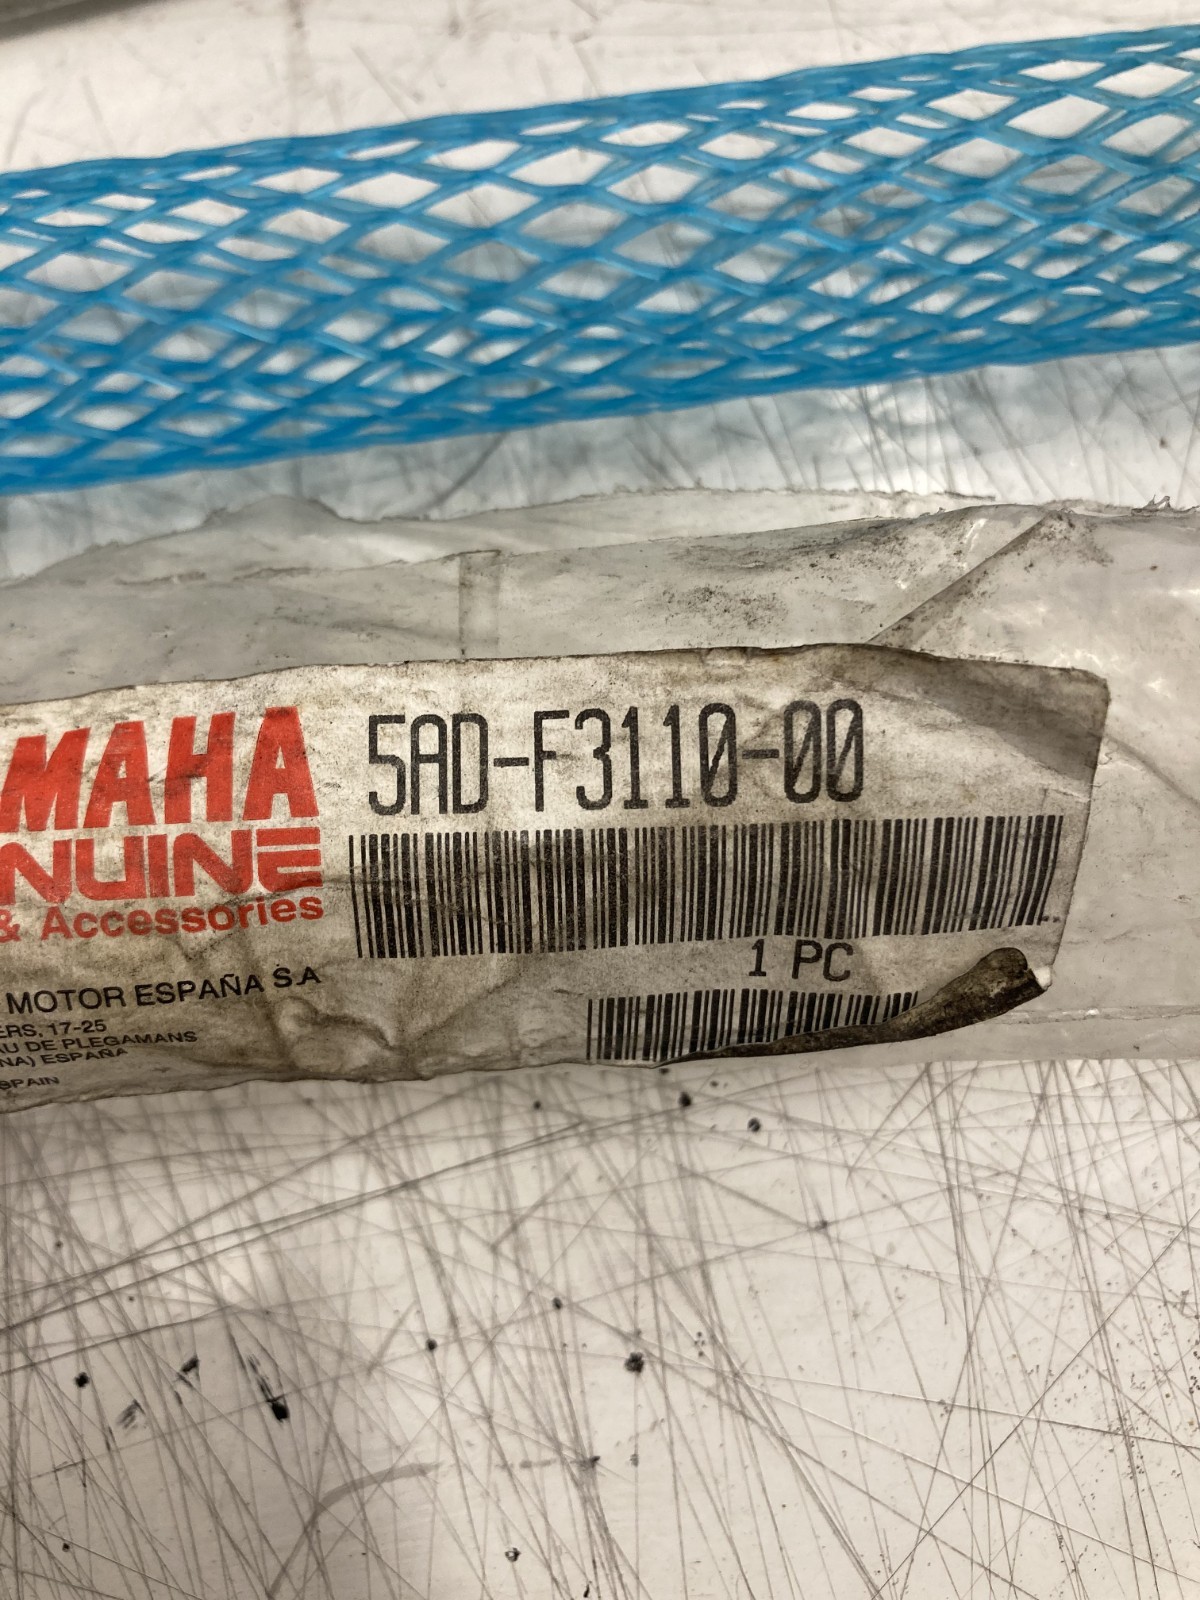 MAHA
NUINE
& Accessories
5AD-F3110-00
1 PC
MOTOR ESPAÑA S.A
ERS, 17-25
AU DE PLEGAMANS
NA) ESPAÑA
SPAIN